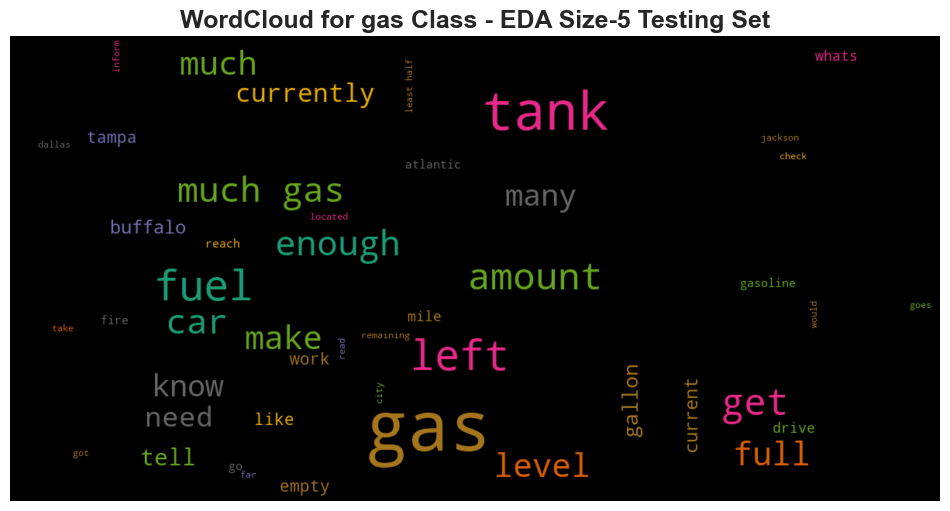 WordCloud for gas Class - EDA Size-5 Testing Set
inform
much
currently
least half
tank
whats
dallas
tampa
atlantic
jackson
check
much gas
many
located
buffalo
reach
enough
fuel
amount
gasoline
goes
would
take
fire
car
mile
make
remaining
read
work
left
know
city
gallon
current
get
need
like
gas
drive
got
tell
go
far
level
full
empty